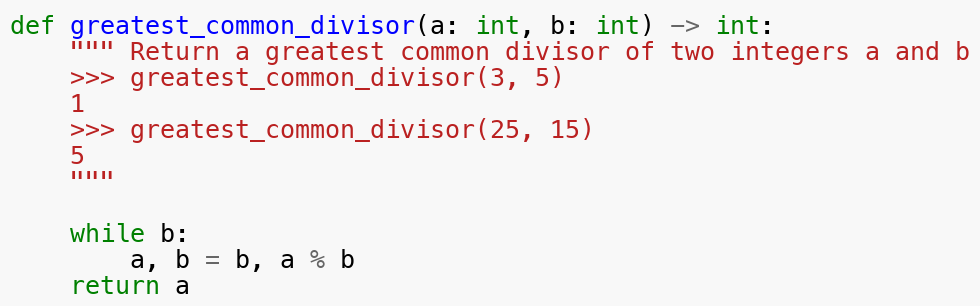 def greatest_common_divisor(a: int, b: int) -> int:
    """ Return a greatest common divisor of two integers a and b
    >>> greatest_common_divisor(3, 5)
    1
    >>> greatest_common_divisor(25, 15)
    5
    """

    while b:
        a, b = b, a % b
    return a